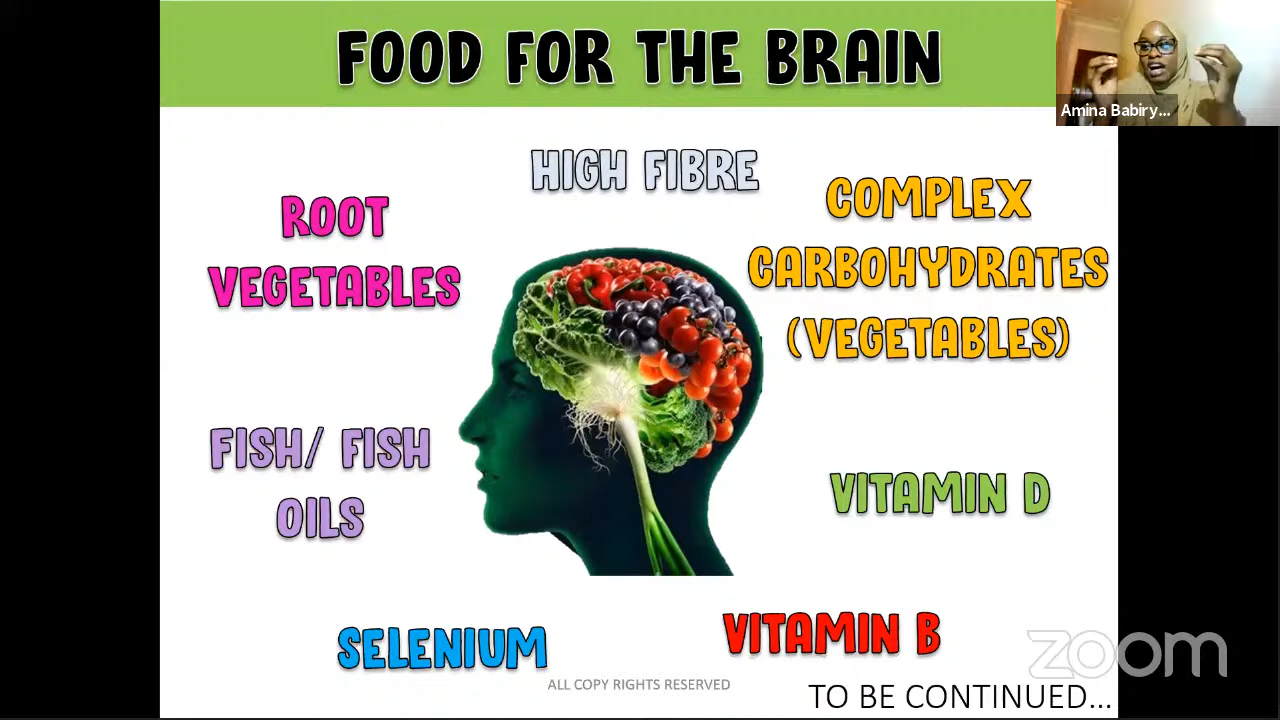 FOOD FOR THE BRAIN
Amina Babiry...
HIGH FIBRE
ROOT
VEGETABLES
COMPLEX
CARBOHYDRATES
(VEGETABLES)
FISH/ FISH
OILS
VITAMIN D
SELENIUM
VITAMIN B
zoom
ALL COPY RIGHTS RESERVED
TO BE CONTINUED...